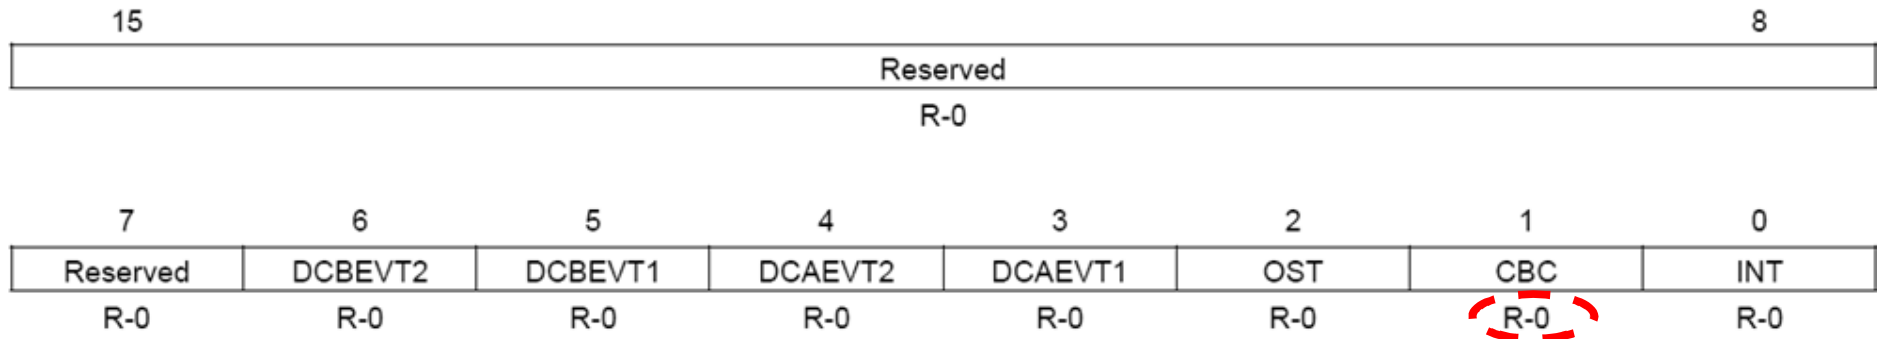 15 8
Reserved
R-0
7 6 5 4 3 2 1 0
Reserved DCBEVT2 DCBEVT1 DCAEVT2 DCAEVT1 OST CBC INT
R-0 R-0 R-0 R-0 R-0 R-0 R-0 R-0